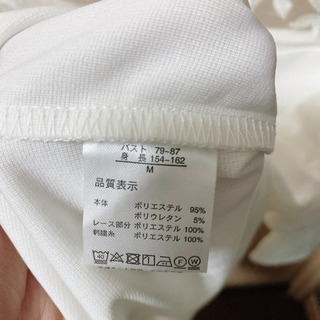 バスト 79-87
身 長 154-162
M
品質表示
本体 ポリエステル 95%
ポリウレタン 5%
レース部分 ポリエステル 100%
刺繍糸 ポリエステル 100%
40 P W